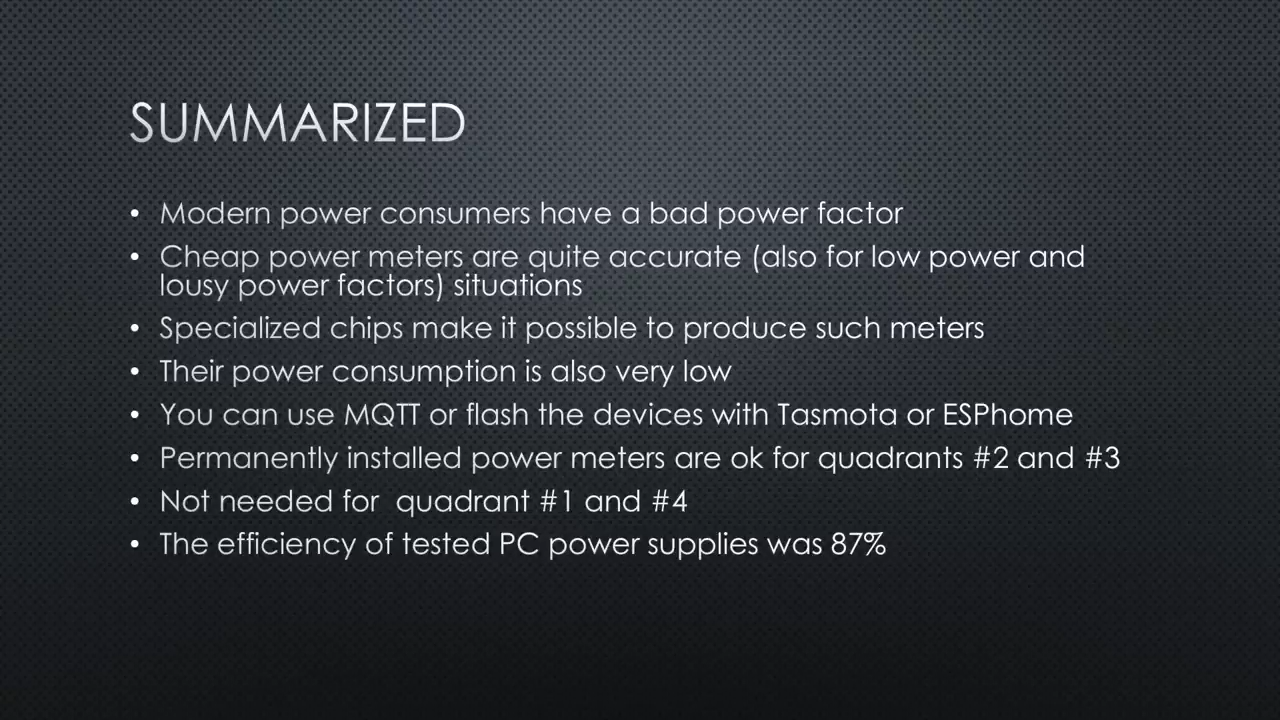 SUMMARIZED
• Modern power consumers have a bad power factor
• Cheap power meters are quite accurate (also for low power and
lousy power factors) situations
• Specialized chips make it possible to produce such meters
• Their power consumption is also very low
• You can use MQTT or flash the devices with Tasmota or ESPhome
• Permanently installed power meters are ok for quadrants #2 and #3
• Not needed for  quadrant #1 and #4
• The efficiency of tested PC power supplies was 87%